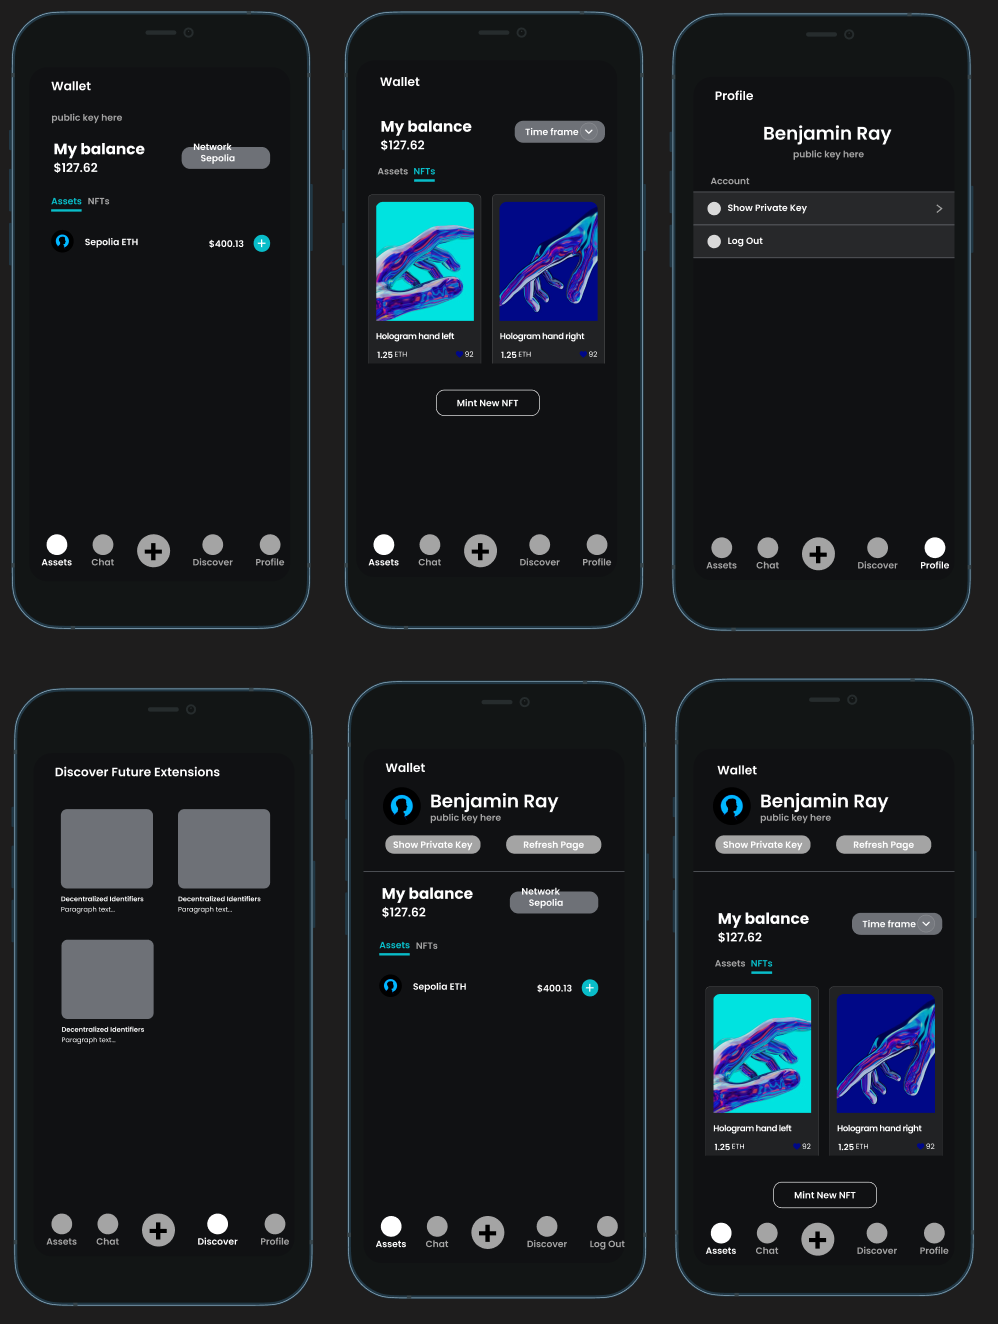 Wallet
public key here
My balance
$127.62
Network
Sepolia
Assets NFTs
Sepolia ETH $400.13
Assets Chat Discover Profile
Wallet
My balance
$127.62
Time frame
Assets NFTs
Hologram hand left
1.25 ETH 92
Hologram hand right
1.25 ETH 92
Mint New NFT
Assets Chat Discover Profile
Profile
Benjamin Ray
public key here
Account
Show Private Key
Log Out
Assets Chat Discover Profile
Discover Future Extensions
Decentralized Identifiers
Paragraph text...
Decentralized Identifiers
Paragraph text...
Decentralized Identifiers
Paragraph text...
Assets Chat Discover Profile
Wallet
Benjamin Ray
public key here
Show Private Key Refresh Page
My balance
$127.62
Network
Sepolia
Assets NFTs
Sepolia ETH $400.13
Assets Chat Discover Log Out
Wallet
Benjamin Ray
public key here
Show Private Key Refresh Page
My balance
$127.62
Time frame
Assets NFTs
Hologram hand left
1.25 ETH 92
Hologram hand right
1.25 ETH 92
Mint New NFT
Assets Chat Discover Profile